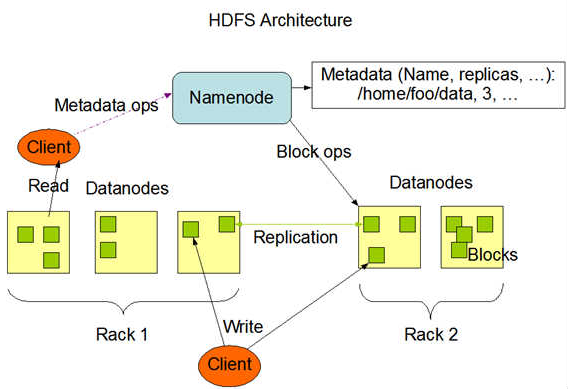 HDFS Architecture
Metadata (Name, replicas, …):
/home/foo/data, 3, …
Namenode
Metadata ops
Client
Block ops
Read
Datanodes
Datanodes
Replication
Blocks
Rack 1
Write
Rack 2
Client